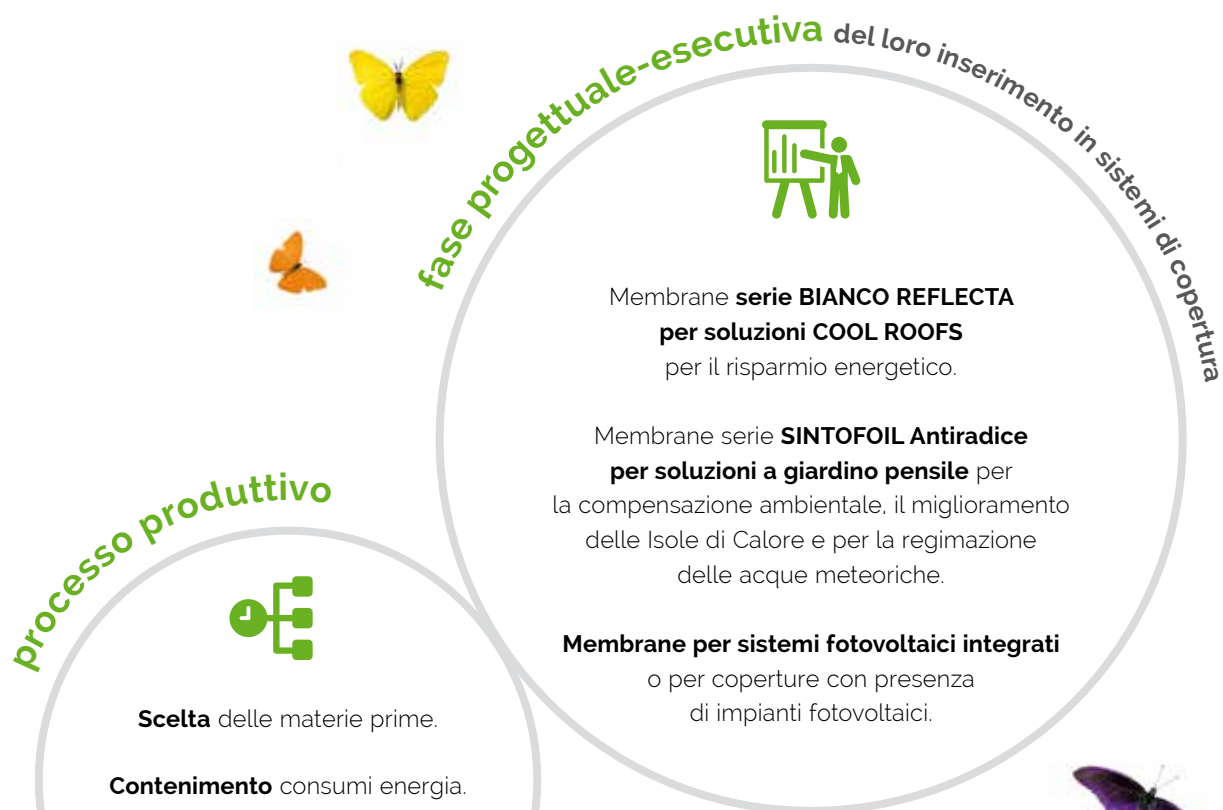 fase progettuale-esecutiva del loro inserimento in sistemi di copertura
Membrane serie BIANCO REFLECTA
per soluzioni COOL ROOFS
per il risparmio energetico.
Membrane serie SINTOFOIL Antiradice
per soluzioni a giardino pensile per
la compensazione ambientale, il miglioramento
delle Isole di Calore e per la regimazione
delle acque meteoriche.
Membrane per sistemi fotovoltaici integrati
o per coperture con presenza
di impianti fotovoltaici.
processo produttivo
Scelta delle materie prime.
Contenimento consumi energia.